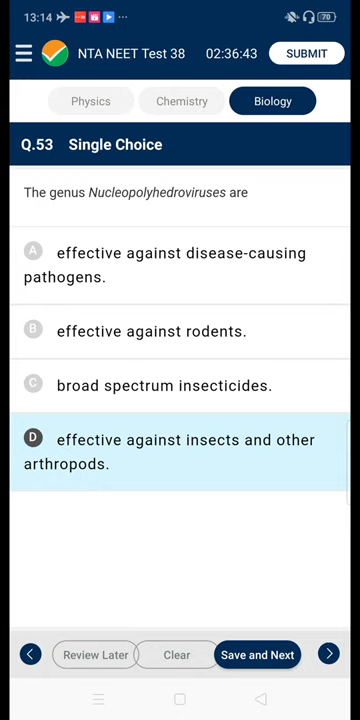 13:14
70
NTA NEET Test 38 02:36:43 SUBMIT
Physics Chemistry Biology
Q.53 Single Choice
The genus Nucleopolyhedroviruses are
A effective against disease-causing
pathogens.
B effective against rodents.
C broad spectrum insecticides.
D effective against insects and other
arthropods.
Review Later Clear Save and Next